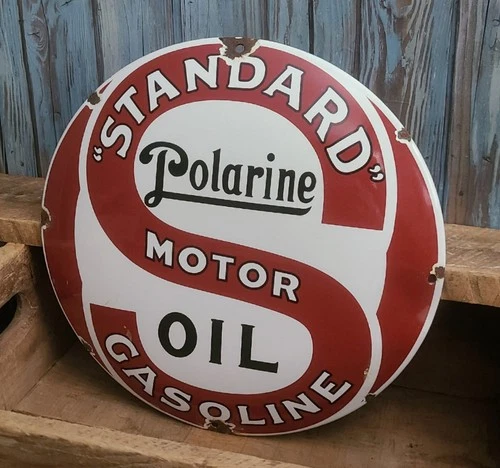 "STANDARD"
Polarine
MOTOR
OIL
GASOLINE